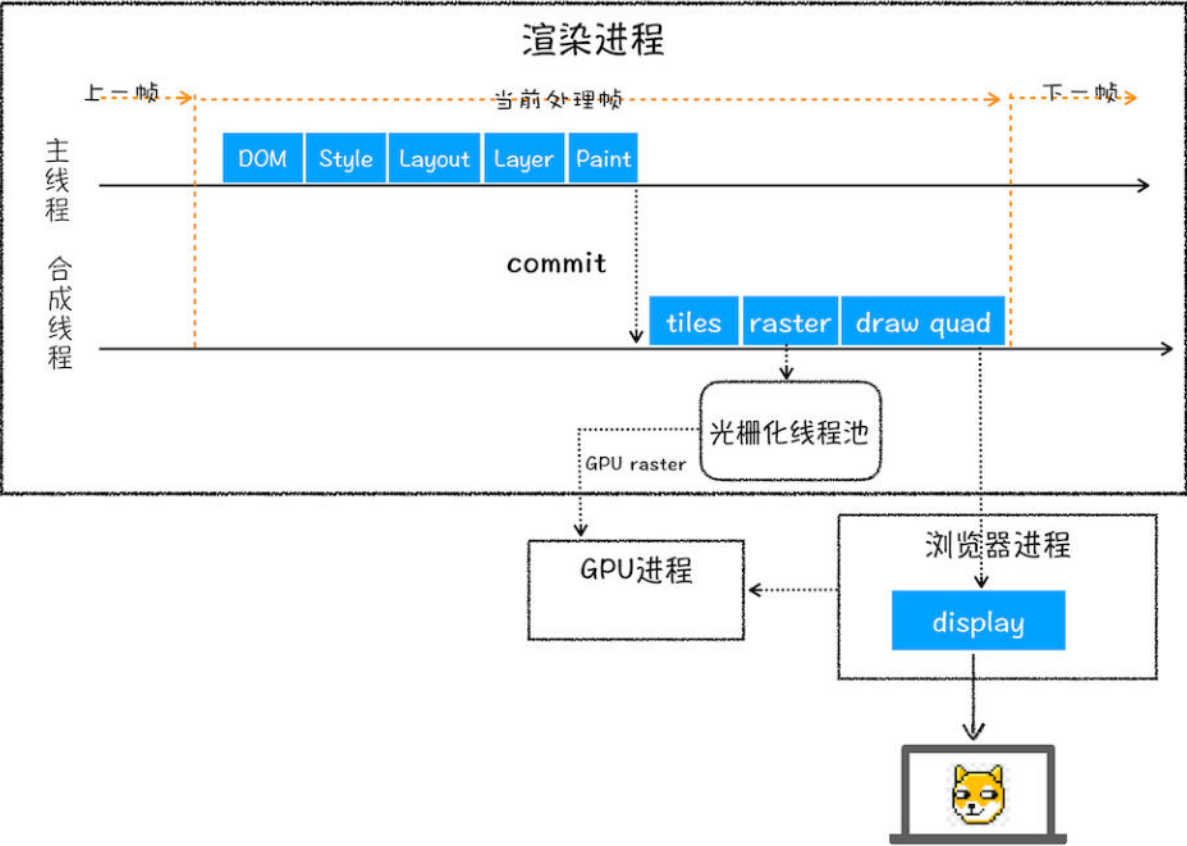 渲染进程
上一帧
当前处理帧
下一帧
主线程
DOM
Style
Layout
Layer
Paint
commit
合成线程
tiles
raster
draw quad
光栅化线程池
GPU raster
GPU进程
浏览器进程
display